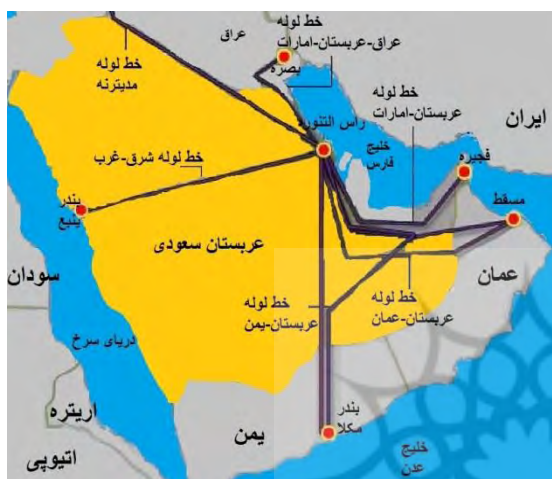 عراق
خط لوله
مدیترنه
خط لوله
عراق-عربستان-امارات
بصره
خط لوله
عربستان-امارات
ایران
راس التنوره
خلیج
فارس
فجیره
خط لوله شرق-غرب
مسقط
بندر
ینبع
عربستان سعودی
عمان
سودان
خط لوله
عربستان-عمان
خط لوله
عربستان-یمن
دریای سرخ
اریتره
یمن
بندر
مکلا
خلیج
عدن
اتیوپی